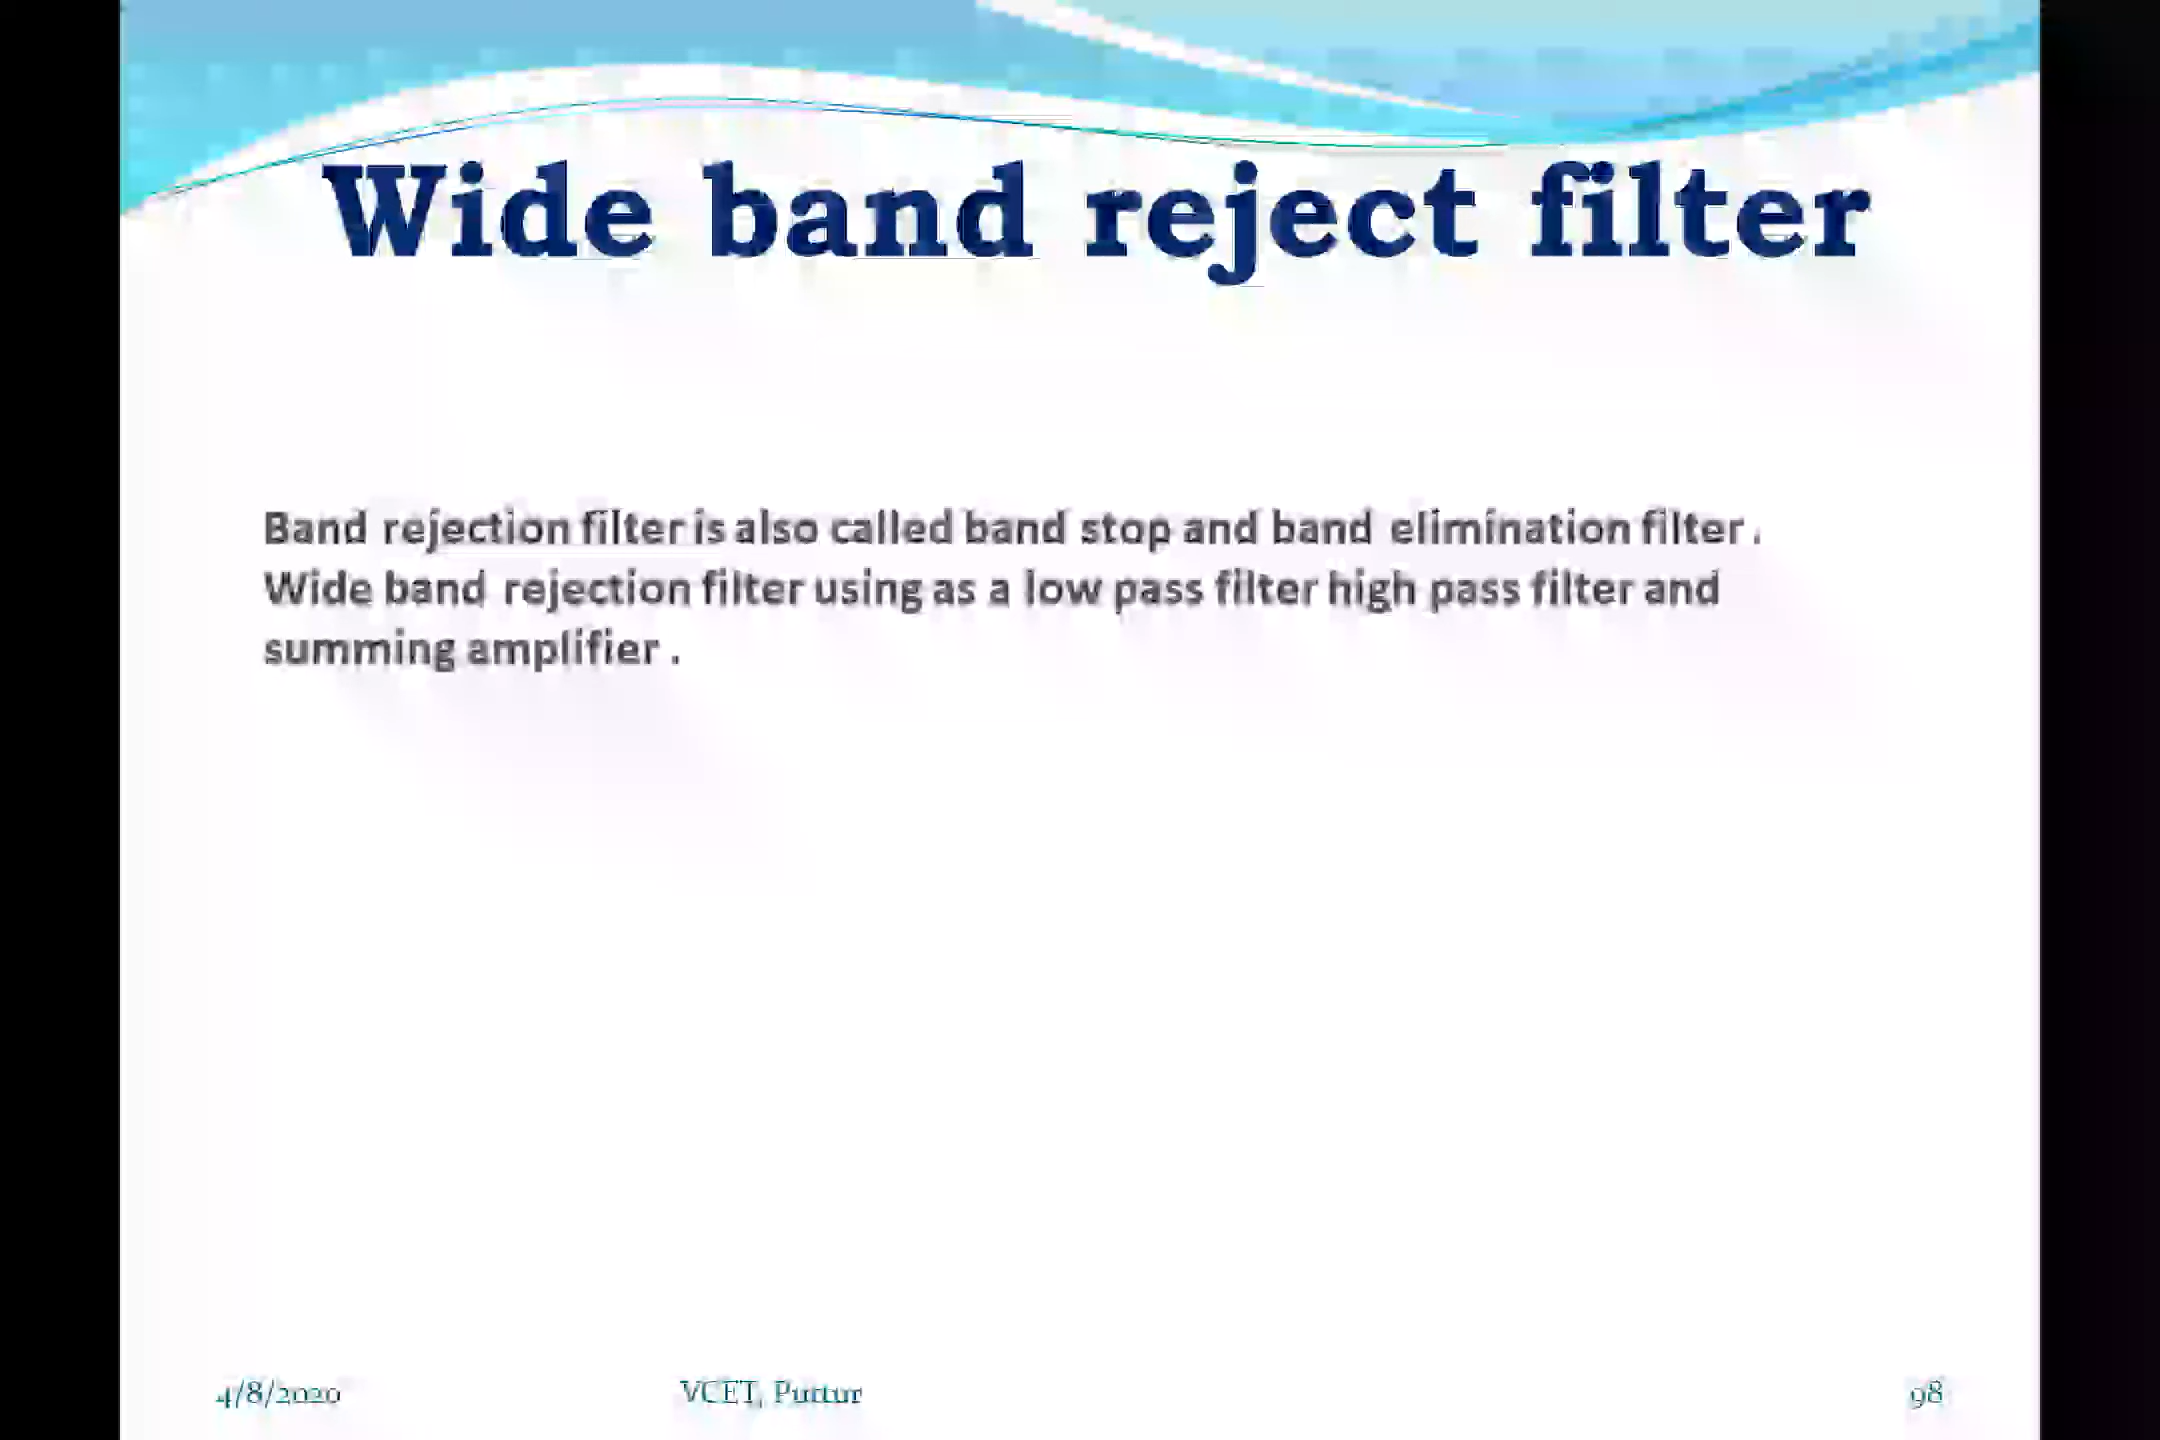 Wide band reject filter
Band rejection filter is also called band stop and band elimination filter .
Wide band rejection filter using as a low pass filter high pass filter and
summing amplifier .
4/8/2020 VCET, Puttur 98